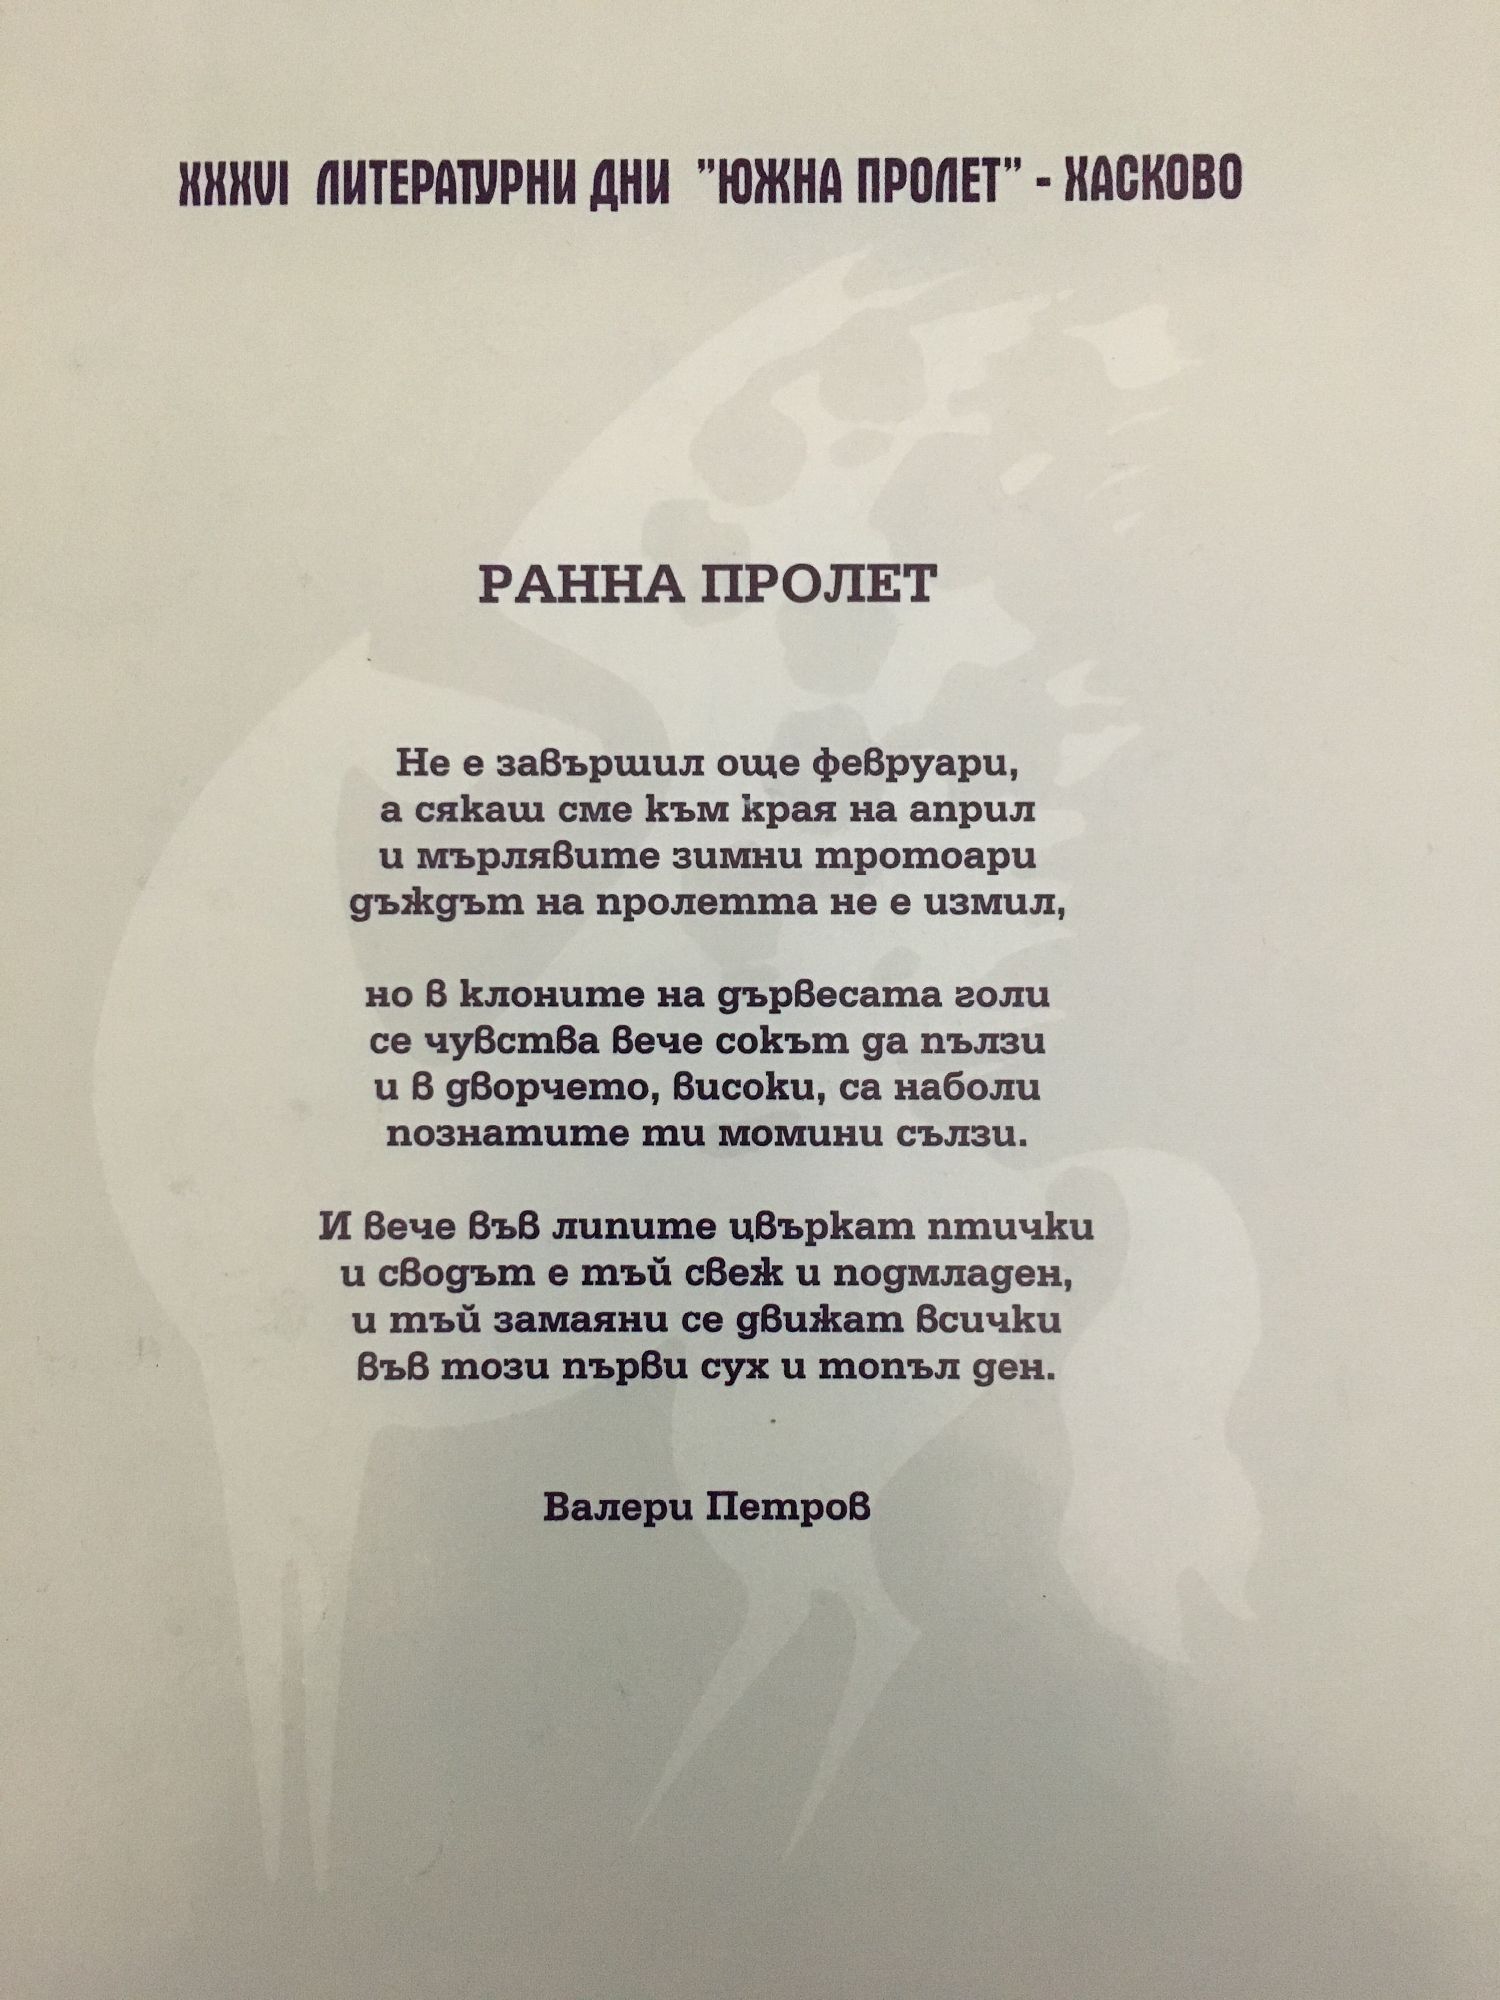 XXXVI ЛИТЕРАТУРНИ ДНИ "ЮЖНА ПРОЛЕТ" - ХАСКОВО
РАННА ПРОЛЕТ
Не е завършил още февруари,
а сякаш сме към края на април
и мърлявите зимни тротоари
дъждът на пролетта не е измил,
но в клоните на дървесата голи
се чувства вече сокът да пълзи
и в дворчето, високи, са наболи
познатите ти момини сълзи.
И вече във липите цвъркат птички
и сводът е тъй свеж и подмладен,
и тъй замаяни се движат всички
във този първи сух и топъл ден.
Валери Петров